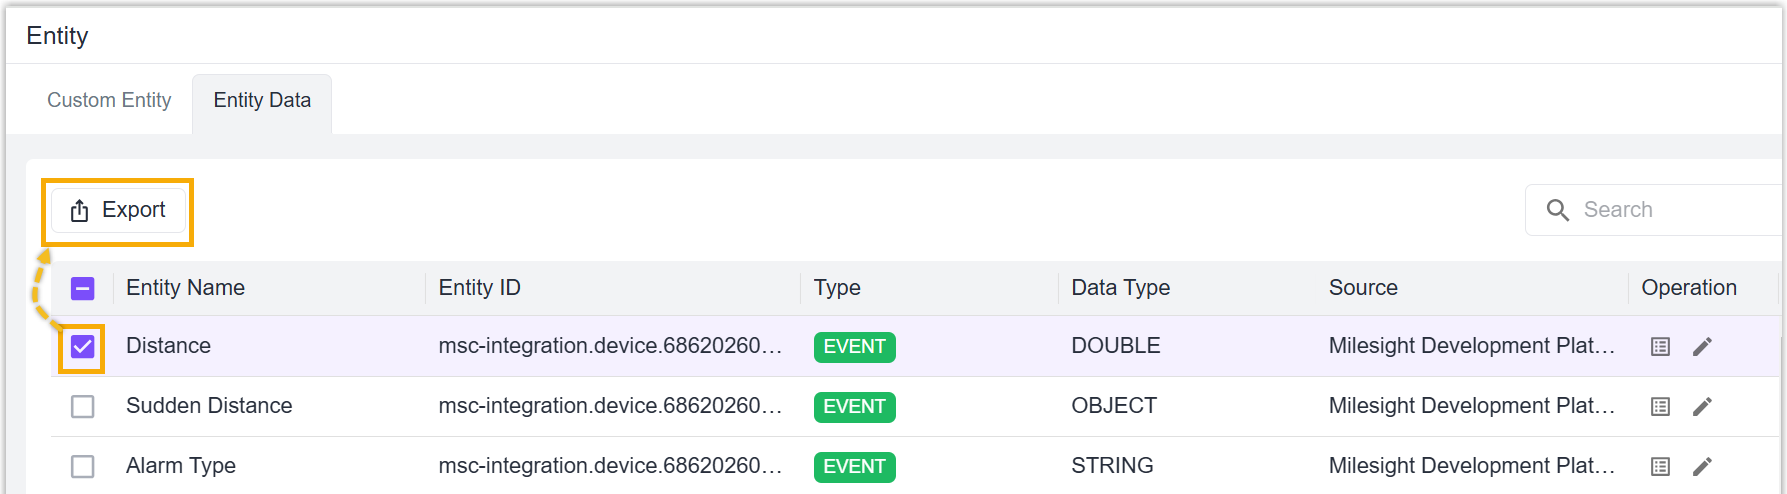 Entity
Custom Entity Entity Data
Export Search
Entity Name Entity ID Type Data Type Source Operation
Distance msc-integration.device.68620260... EVENT DOUBLE Milesight Development Plat...
Sudden Distance msc-integration.device.68620260... EVENT OBJECT Milesight Development Plat...
Alarm Type msc-integration.device.68620260... EVENT STRING Milesight Development Plat...